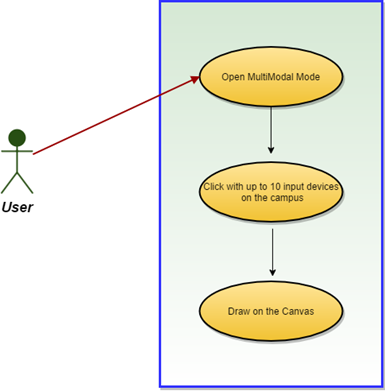 Open MultiModal Mode
Click with up to 10 input devices
on the campus
User
Draw on the Canvas